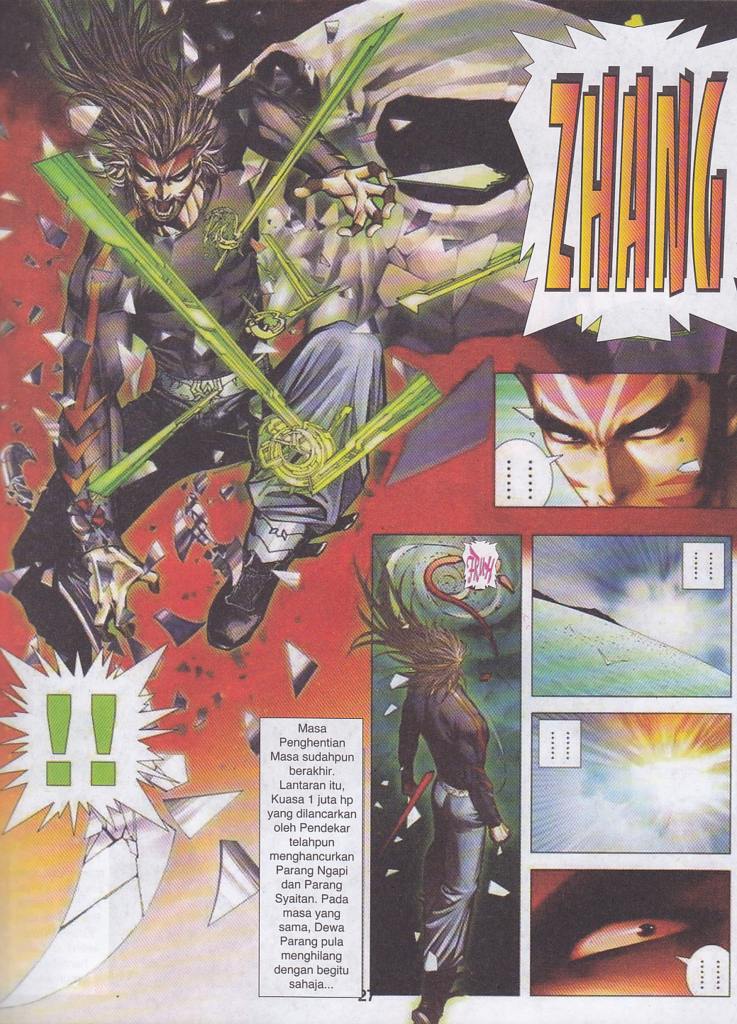 ZHANG
FRUSH
!!
Masa
Penghentian
Masa sudahpun
berakhir.
Lantaran itu,
Kuasa 1 juta hp
yang dilancarkan
oleh Pendekar
telahpun
menghancurkan
Parang Ngapi
dan Parang
Syaitan. Pada
masa yang
sama, Dewa
Parang pula
menghilang
dengan begitu
sahaja...
27